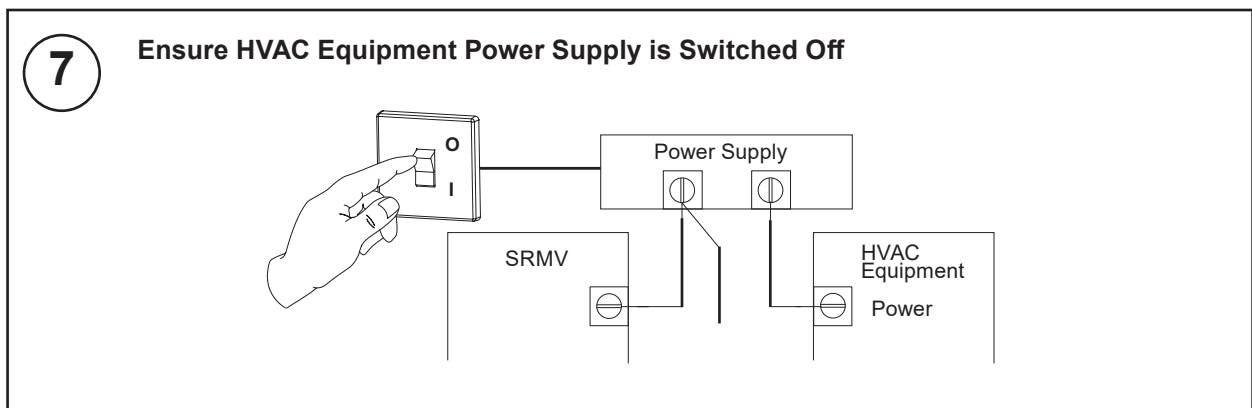 7
Ensure HVAC Equipment Power Supply is Switched Off
O
I
Power Supply
SRMV
HVAC
Equipment
Power